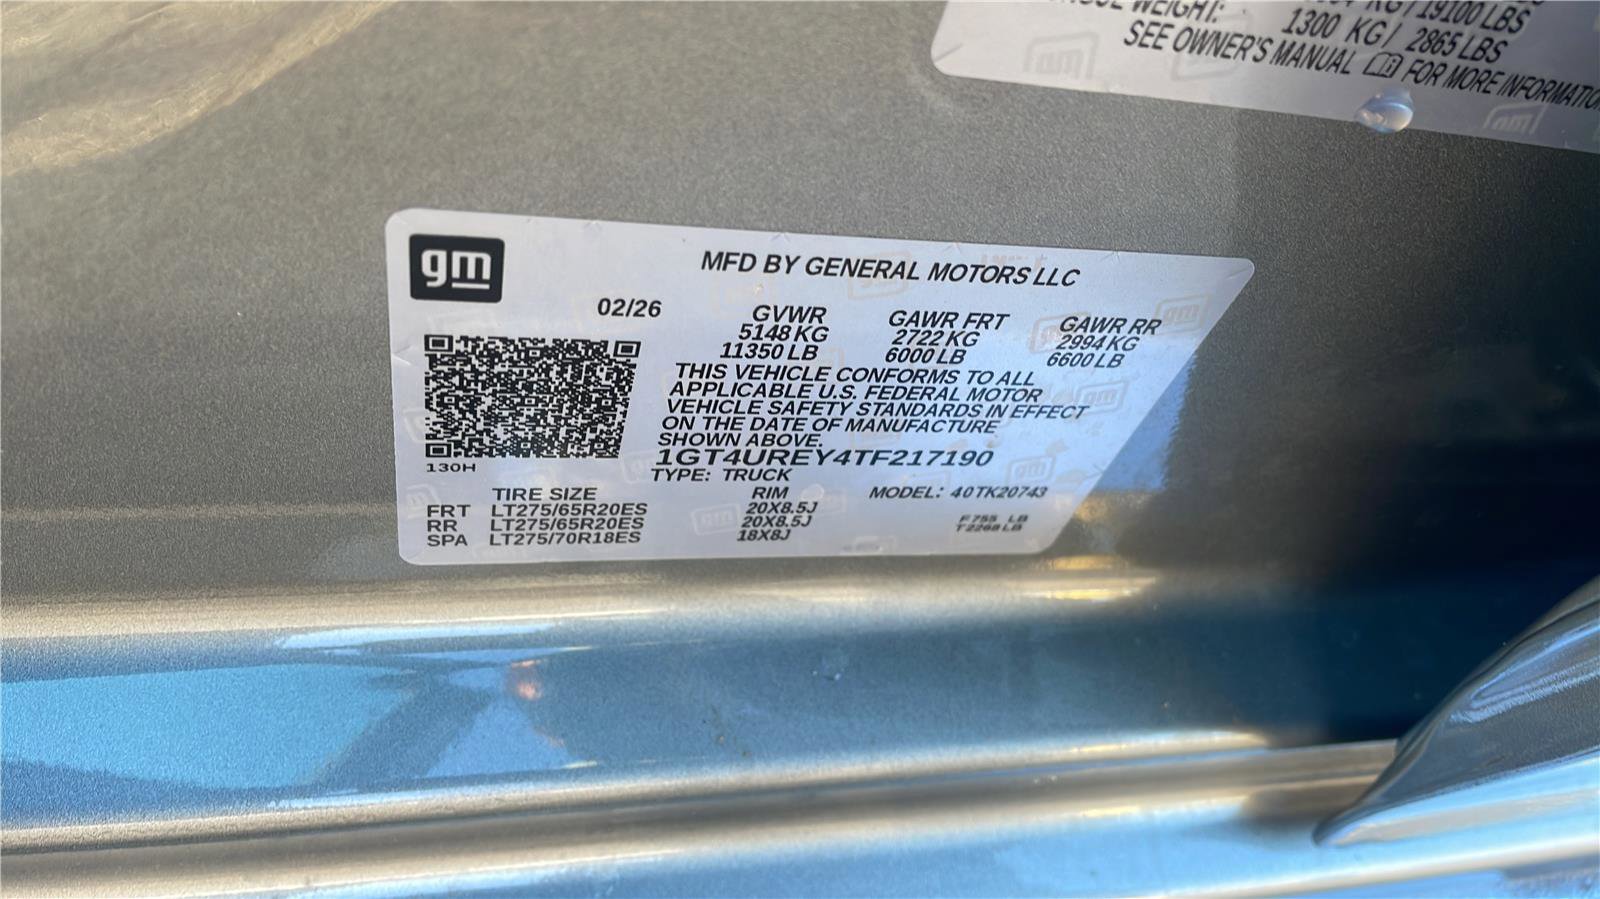 KG / 19100 LBS
WEIGHT: 1300 KG / 2865 LBS
SEE OWNER'S MANUAL FOR MORE INFORMATION
gm
MFD BY GENERAL MOTORS LLC
02/26 GVWR GAWR FRT GAWR RR
5148 KG 2722 KG 2994 KG
11350 LB 6000 LB 6600 LB
THIS VEHICLE CONFORMS TO ALL
APPLICABLE U.S. FEDERAL MOTOR
VEHICLE SAFETY STANDARDS IN EFFECT
ON THE DATE OF MANUFACTURE
SHOWN ABOVE.
130H
1GT4UREY4TF217190
TYPE: TRUCK
TIRE SIZE RIM MODEL: 40TK20743
FRT LT275/65R20ES 20X8.5J
RR LT275/65R20ES 20X8.5J
SPA LT275/70R18ES 18X8J
F755 LB
T2268 LB